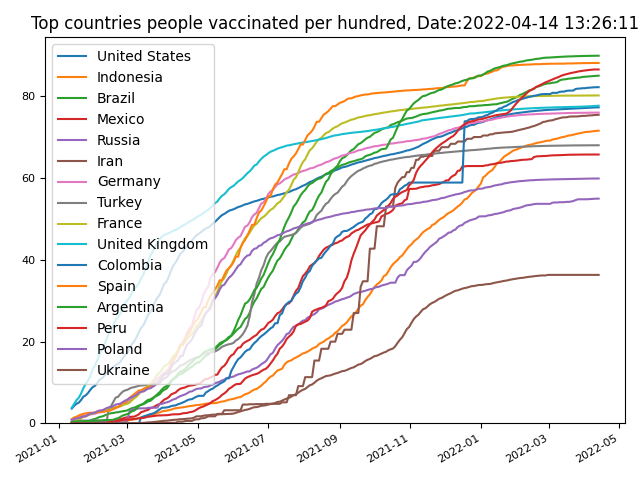 Top countries people vaccinated per hundred, Date:2022-04-14 13:26:11
United States
Indonesia
Brazil
Mexico
Russia
Iran
Germany
Turkey
France
United Kingdom
Colombia
Spain
Argentina
Peru
Poland
Ukraine
80
60
40
20
0
2021-01
2021-03
2021-05
2021-07
2021-09
2021-11
2022-01
2022-03
2022-05